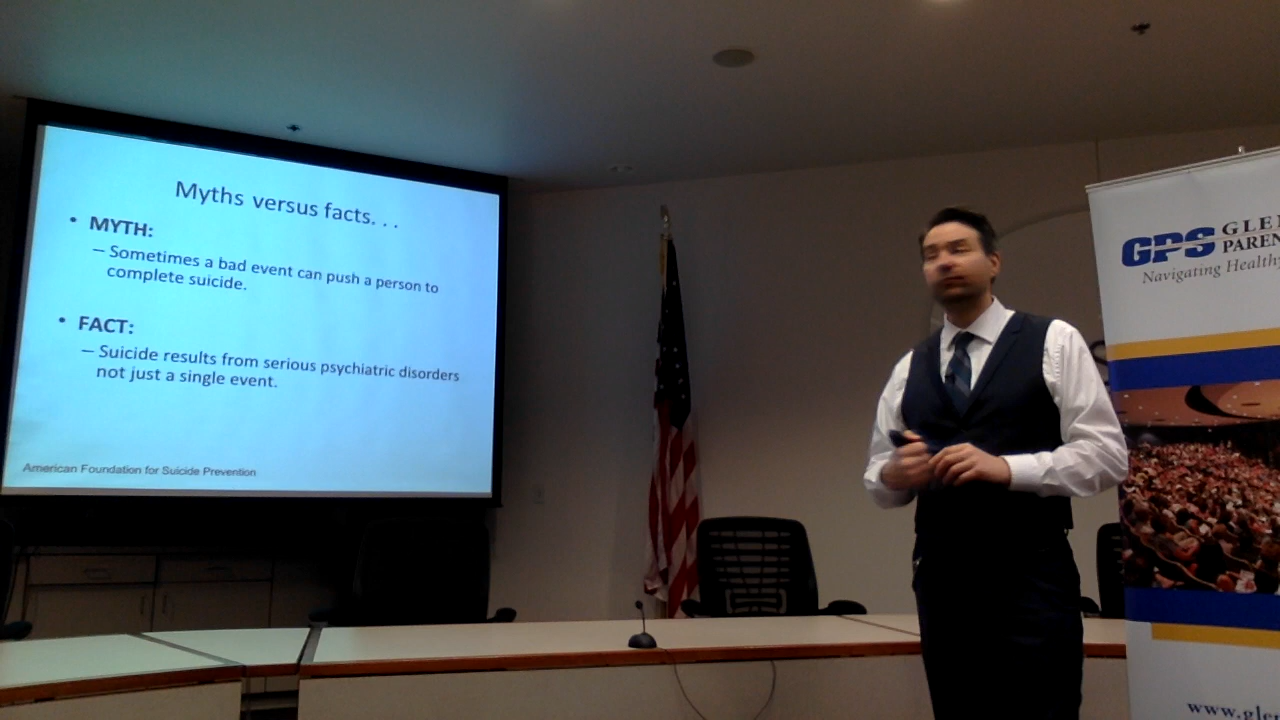 Myths versus facts. . .
• MYTH:
– Sometimes a bad event can push a person to
complete suicide.
• FACT:
– Suicide results from serious psychiatric disorders
not just a single event.
American Foundation for Suicide Prevention
GPS
PAREN
Navigating Healthy